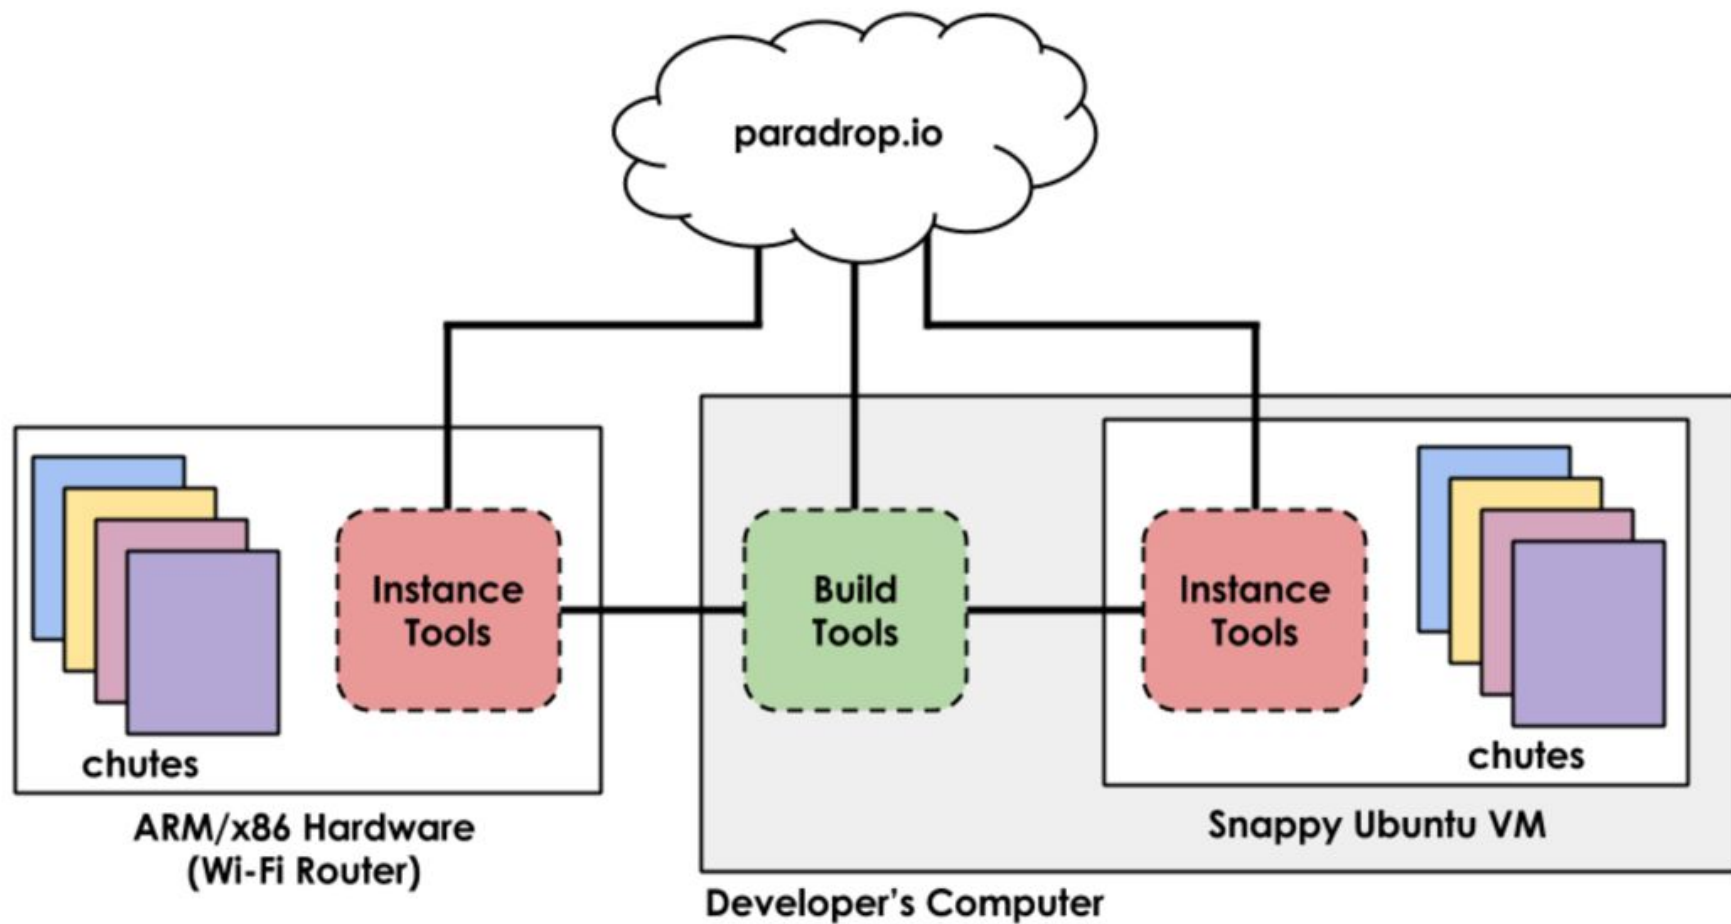 paradrop.io
Instance
Tools
Build
Tools
Instance
Tools
chutes
chutes
ARM/x86 Hardware
(Wi-Fi Router)
Snappy Ubuntu VM
Developer's Computer